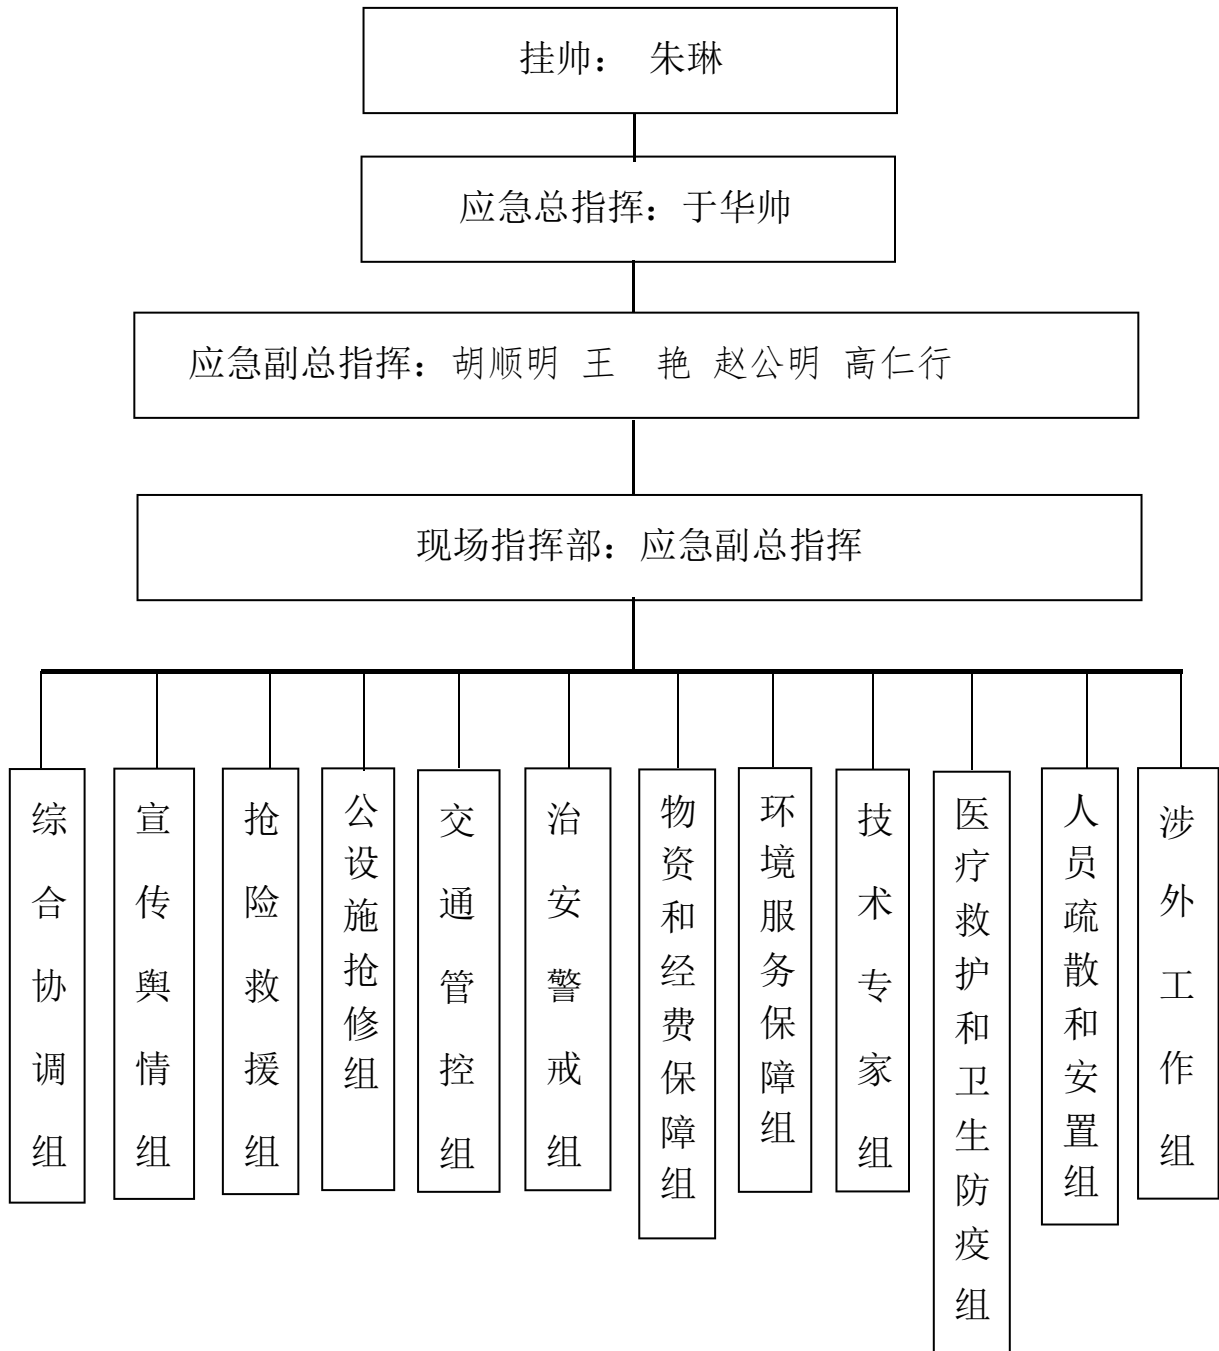 挂帅： 朱琳
应急总指挥：于华帅
应急副总指挥：胡顺明 王　艳 赵公明 高仁行
现场指挥部：应急副总指挥
综合协调组
宣传舆情组
抢险救援组
公设施抢修组
交通管控组
治安警戒组
物资和经费保障组
环境服务保障组
技术专家组
医疗救护和卫生防疫组
人员疏散和安置组
涉外工作组